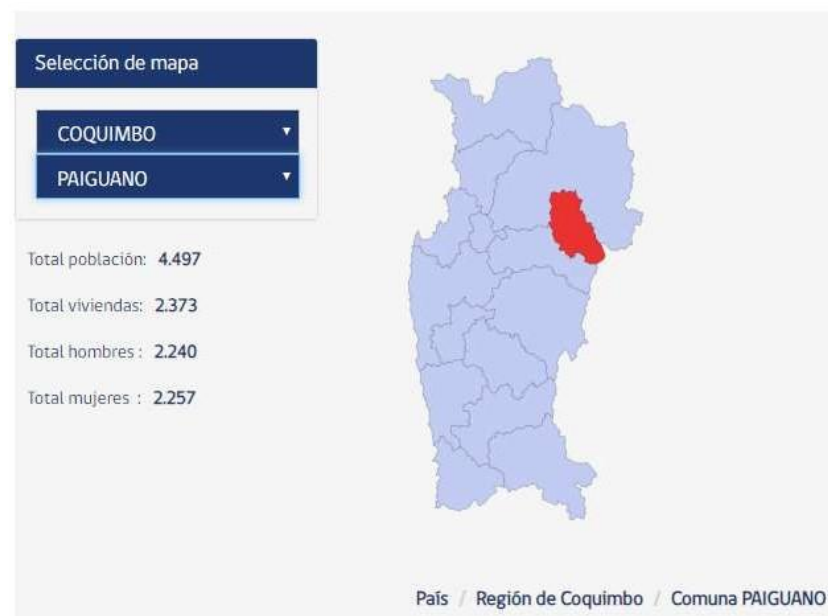 Selección de mapa
COQUIMBO
PAIGUANO
Total población: 4.497
Total viviendas: 2.373
Total hombres : 2.240
Total mujeres : 2.257
País / Región de Coquimbo / Comuna PAIGUANO